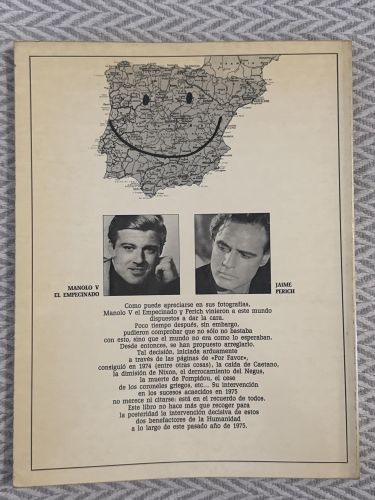 MANOLO V
EL EMPECINADO
JAIME
PERICH
Como puede apreciarse en sus fotografías,
Manolo V el Empecinado y Perich vinieron a este mundo
dispuestos a dar la cara.
Poco tiempo después, sin embargo,
pudieron comprobar que no sólo no bastaba
con esto, sino que el mundo no era como lo esperaban.
Desde entonces, se han propuesto arreglarlo.
Tal decisión, iniciada arduamente
a través de las páginas de «Por Favor»,
consiguió en 1974 (entre otras cosas), la caída de Caetano,
la dimisión de Nixon, el derrocamiento del Negus,
la muerte de Pompidou, el cese
de los coroneles griegos, etc... Su intervención
en los sucesos acaecidos en 1975
no merece ni citarse: está en el recuerdo de todos.
Este libro no hace más que recoger para
la posteridad la intervención decisiva de estos
dos benefactores de la Humanidad
a lo largo de este pasado año de 1975.